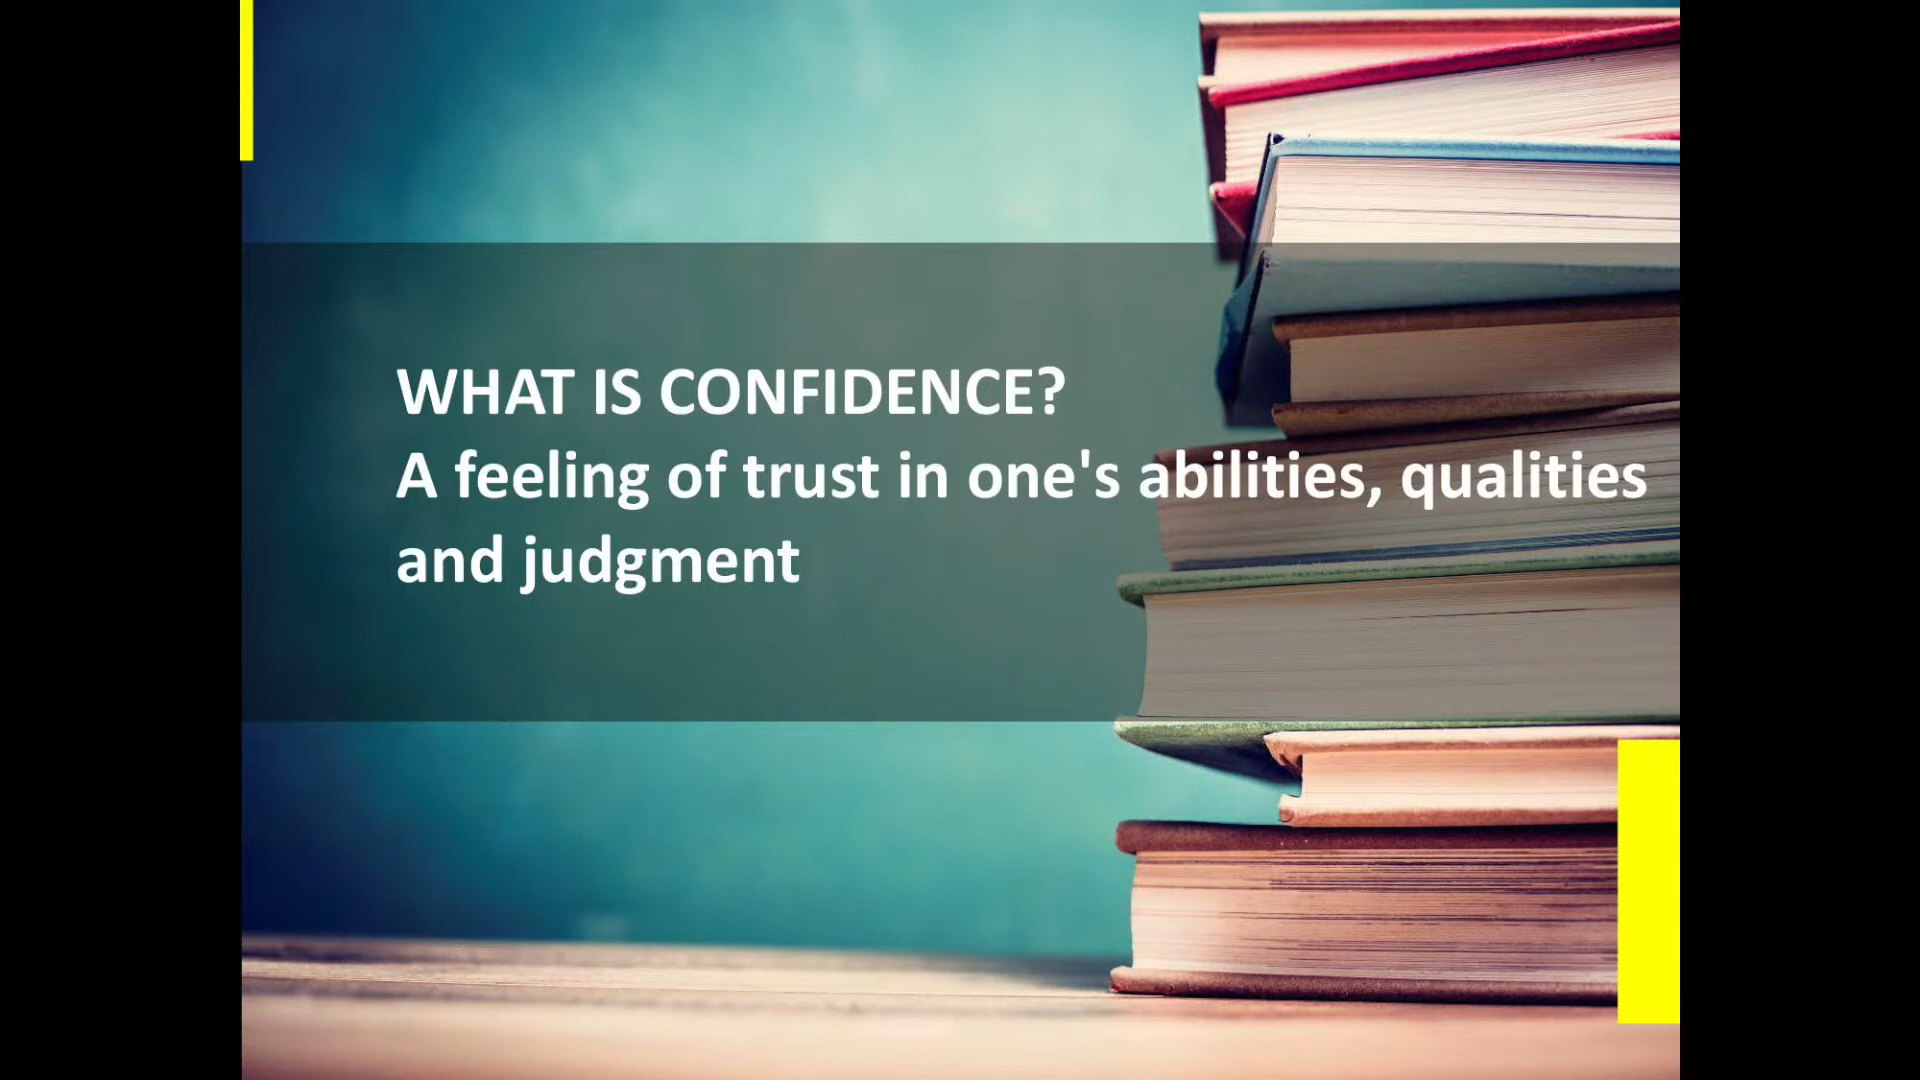 WHAT IS CONFIDENCE?
A feeling of trust in one's abilities, qualities
and judgment